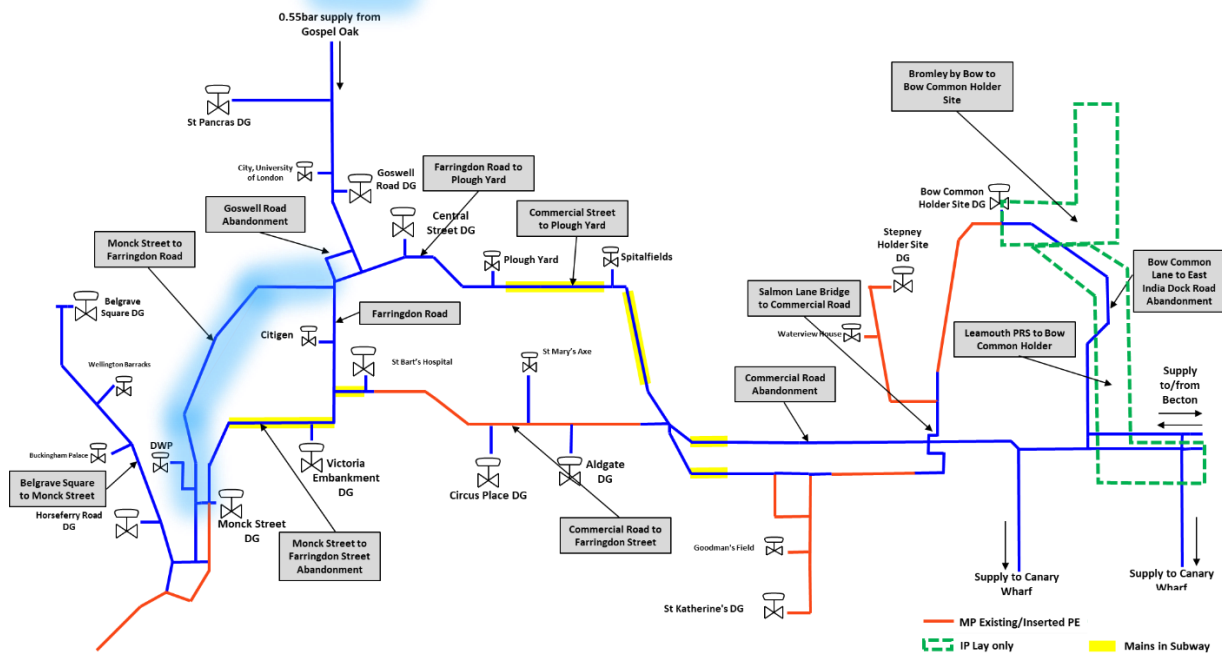 0.55bar supply from
Gospel Oak
St Pancras DG
City, University
of London
Goswell
Road DG
Farringdon Road to
Plough Yard
Bromley by Bow to
Bow Common Holder
Site
Goswell Road
Abandonment
Central
Street DG
Commercial Street
to Plough Yard
Bow Common
Holder Site DG
Monck Street to
Farringdon Road
Plough Yard
Spitalfields
Stepney
Holder Site
DG
Bow Common
Lane to East
India Dock Road
Abandonment
Salmon Lane Bridge
to Commercial Road
Belgrave
Square DG
Farringdon Road
Citigen
Waterview House
Leamouth PRS to Bow
Common Holder
St Bart's Hospital
St Mary's Axe
Wellington Barracks
Commercial Road
Abandonment
Supply
to/from
Becton
Buckingham Palace
DWP
Victoria
Embankment
DG
Circus Place DG
Aldgate
DG
Belgrave Square
to Monck Street
Horseferry Road
DG
Monck Street
DG
Monck Street to
Farringdon Street
Abandonment
Commercial Road to
Farringdon Street
Goodman's Field
St Katherine's DG
Supply to Canary
Wharf
Supply to Canary
Wharf
MP Existing/Inserted PE
IP Lay only
Mains in Subway